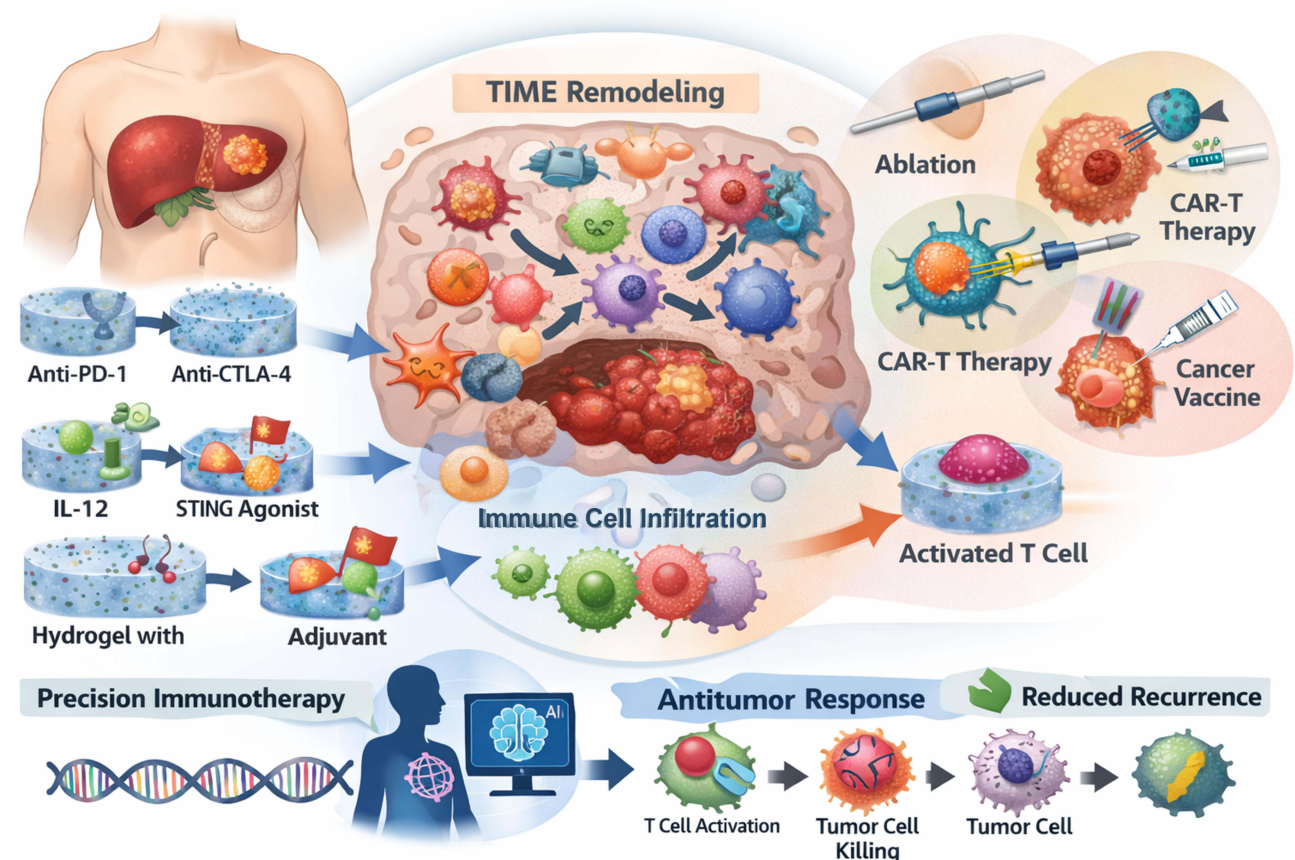 TIME Remodeling
Ablation
CAR-T
Therapy
CAR-T Therapy
Cancer
Vaccine
Anti-PD-1
Anti-CTLA-4
IL-12
STING Agonist
Hydrogel with
Adjuvant
Immune Cell Infiltration
Activated T Cell
Precision Immunotherapy
AIi
Antitumor Response
Reduced Recurrence
T Cell Activation
Tumor Cell
Killing
Tumor Cell